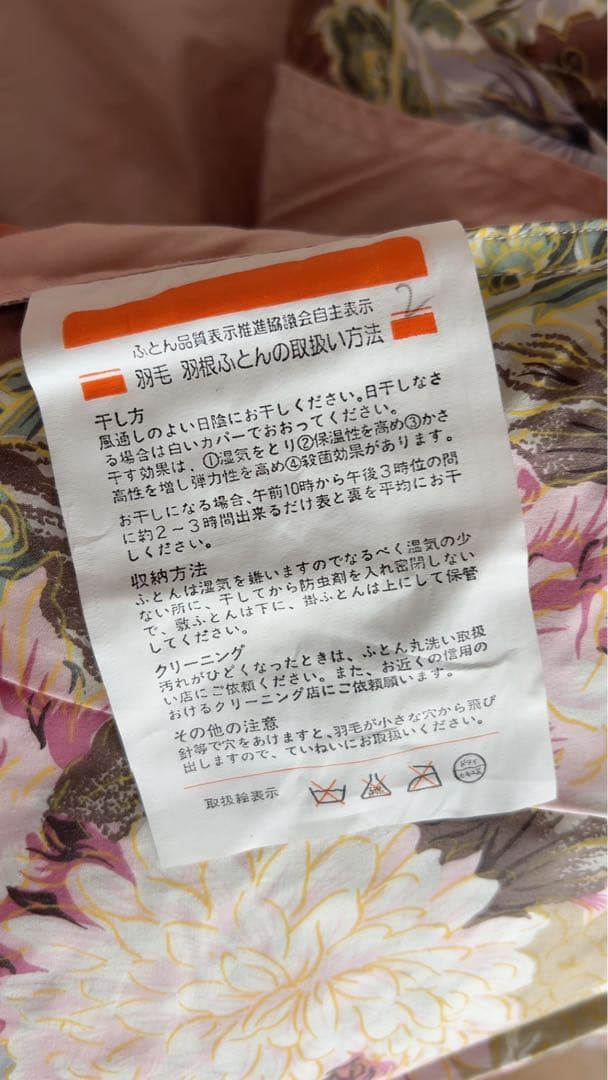 2
ふとん品質表示推進協議会自主表示
羽毛 羽根ふとんの取扱い方法
干し方
風通しのよい日陰にお干しください。日干しなさ
る場合は白いカバーでおおってください。
干す効果は、①湿気をとり②保温性を高め③かさ
高性を増し弾力性を高め④殺菌効果があります。
お干しになる場合、午前10時から午後3時位の間
に約2～3時間出来るだけ表と裏を平均にお干
しください。
収納方法
ふとんは湿気を嫌いますのでなるべく湿気の少
ない所に、干してから防虫剤を入れ密閉しない
で、敷ふとんは下に、掛ふとんは上にして保管
してください。
クリーニング
汚れがひどくなったときは、ふとん丸洗い取扱
い店にご依頼ください。また、お近くの信用の
おけるクリーニング店にご依頼願います。
その他の注意
針等で穴をあけますと、羽毛が小さな穴から飛び
出しますので、ていねいにお取扱いください。
取扱絵表示
ドライ
セキユ系